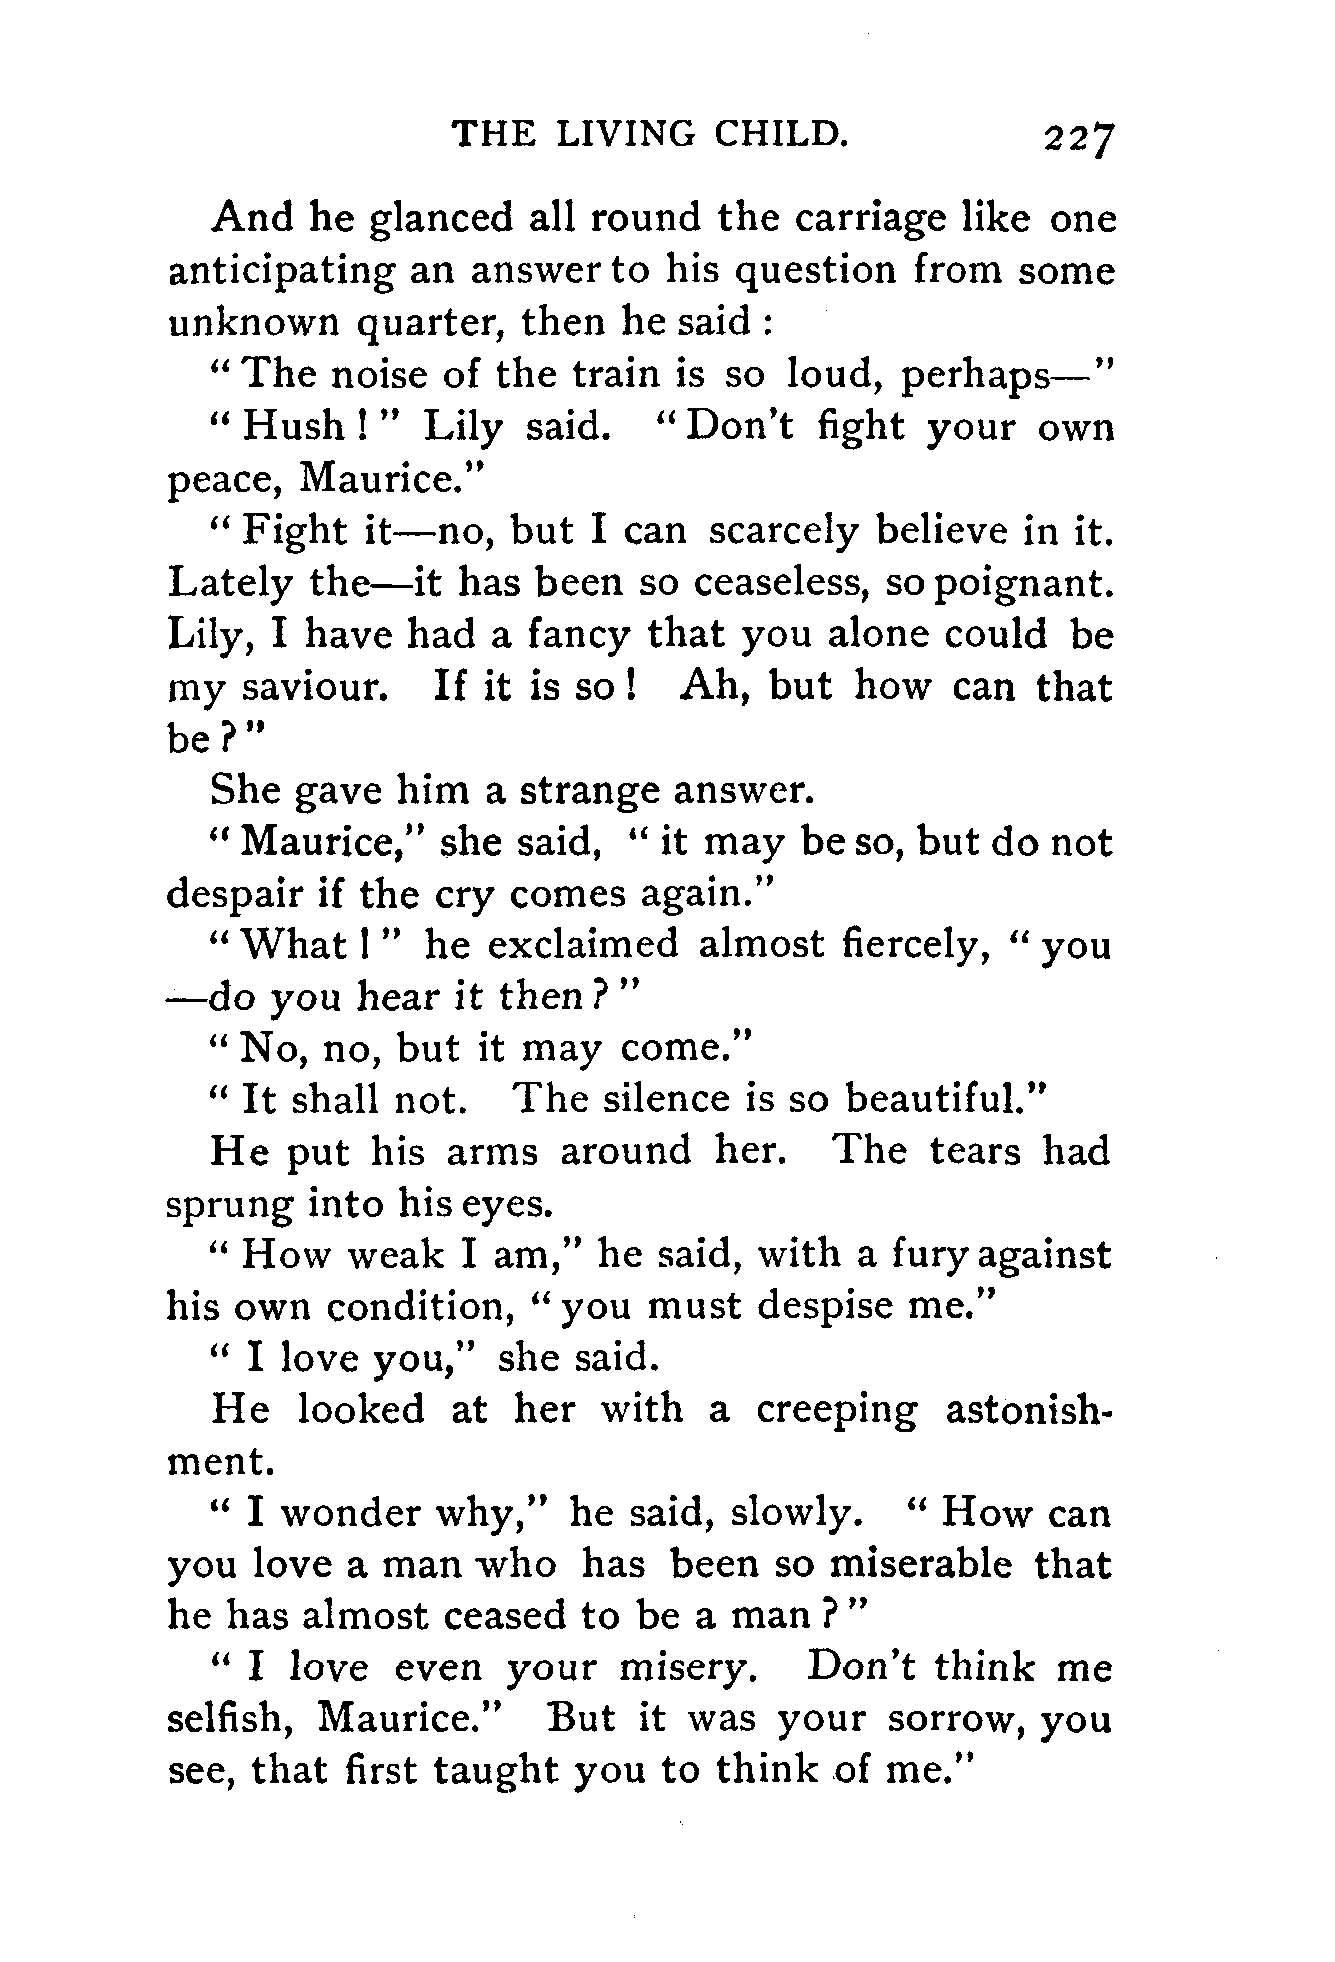 THE LIVING CHILD. 227
And he glanced all round the carriage like one
anticipating an answer to his question from some
unknown quarter, then he said :
“ The noise of the train is so loud, perhaps—”
“ Hush ! ” Lily said. “ Don’t fight your own
peace, Maurice.”
“ Fight it—no, but I can scarcely believe in it.
Lately the—it has been so ceaseless, so poignant.
Lily, I have had a fancy that you alone could be
my saviour. If it is so ! Ah, but how can that
be ? ”
She gave him a strange answer.
“ Maurice,” she said, “ it may be so, but do not
despair if the cry comes again.”
“ What ! ” he exclaimed almost fiercely, “ you
—do you hear it then ? ”
“ No, no, but it may come.”
“ It shall not. The silence is so beautiful.”
He put his arms around her. The tears had
sprung into his eyes.
“ How weak I am,” he said, with a fury against
his own condition, “ you must despise me.”
“ I love you,” she said.
He looked at her with a creeping astonish-
ment.
“ I wonder why,” he said, slowly. “ How can
you love a man who has been so miserable that
he has almost ceased to be a man ? ”
“ I love even your misery. Don’t think me
selfish, Maurice.” But it was your sorrow, you
see, that first taught you to think of me.”